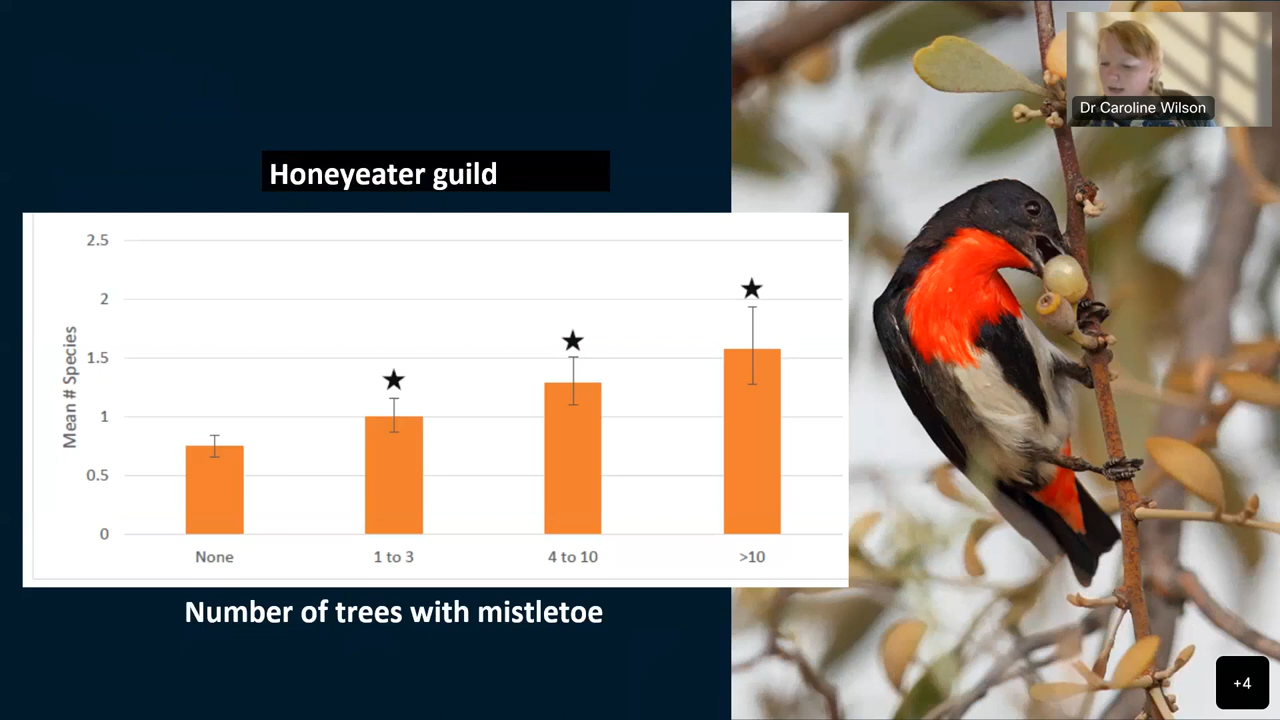 Dr Caroline Wilson
Honeyeater guild
Mean # Species
2.5
2
1.5
1
0.5
0
★
★
★
None
1 to 3
4 to 10
>10
Number of trees with mistletoe
+4